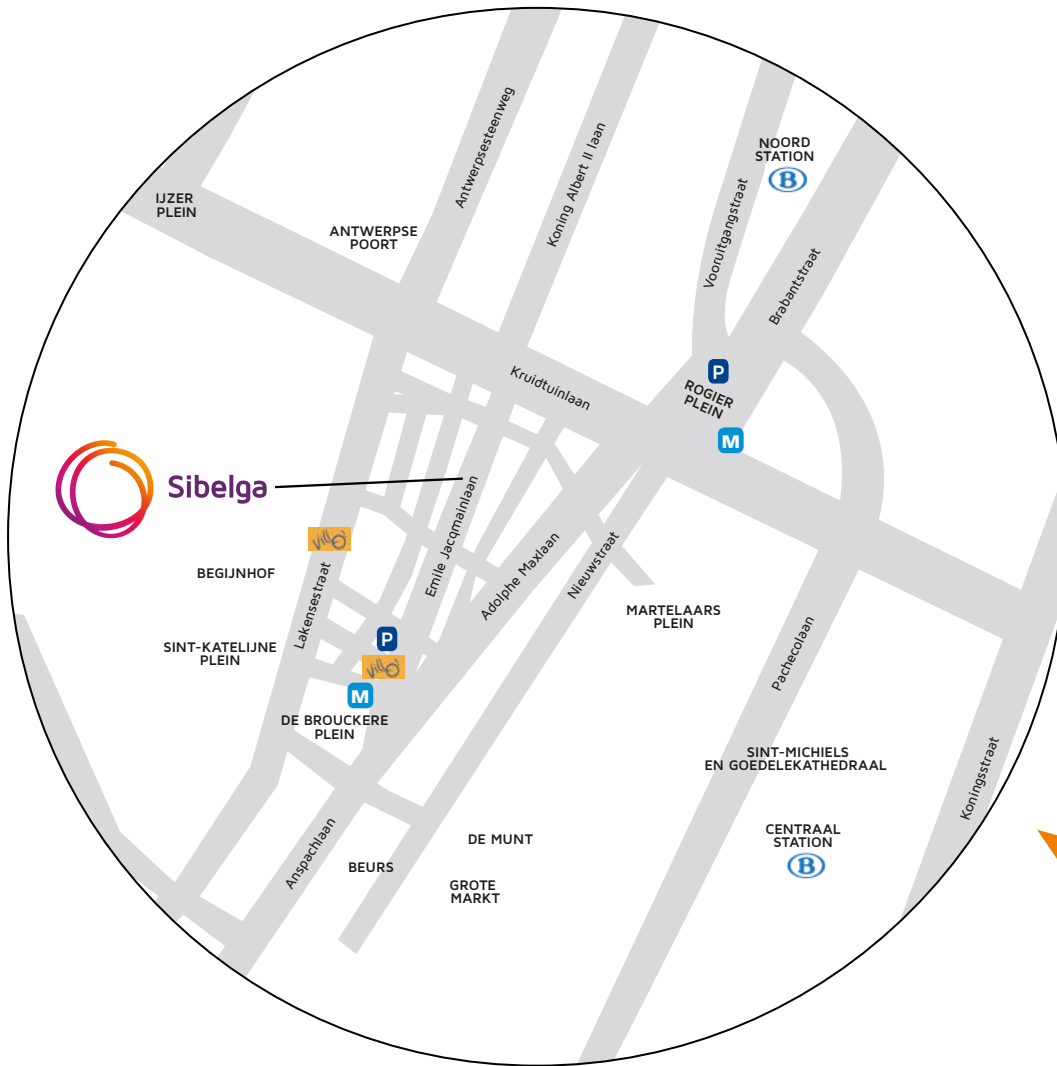 Antwerpsesteenweg
Koning Albert II laan
Vooruitgangstraat
NOORD
STATION
B
IJZER
PLEIN
ANTWERPSE
POORT
Brabantstraat
Kruidtuinlaan
P
ROGIER
PLEIN
M
Sibelga
Emile Jacqmainlaan
Villo!
Adolphe Maxlaan
Nieuwstraat
BEGIJNHOF
Lakensestraat
MARTELAARS
PLEIN
SINT-KATELIJNE
PLEIN
P
Villo!
M
DE BROUCKERE
PLEIN
Pachecolaan
SINT-MICHIELS
EN GOEDELEKATHEDRAAL
Koningsstraat
Anspachlaan
BEURS
DE MUNT
CENTRAAL
STATION
B
GROTE
MARKT